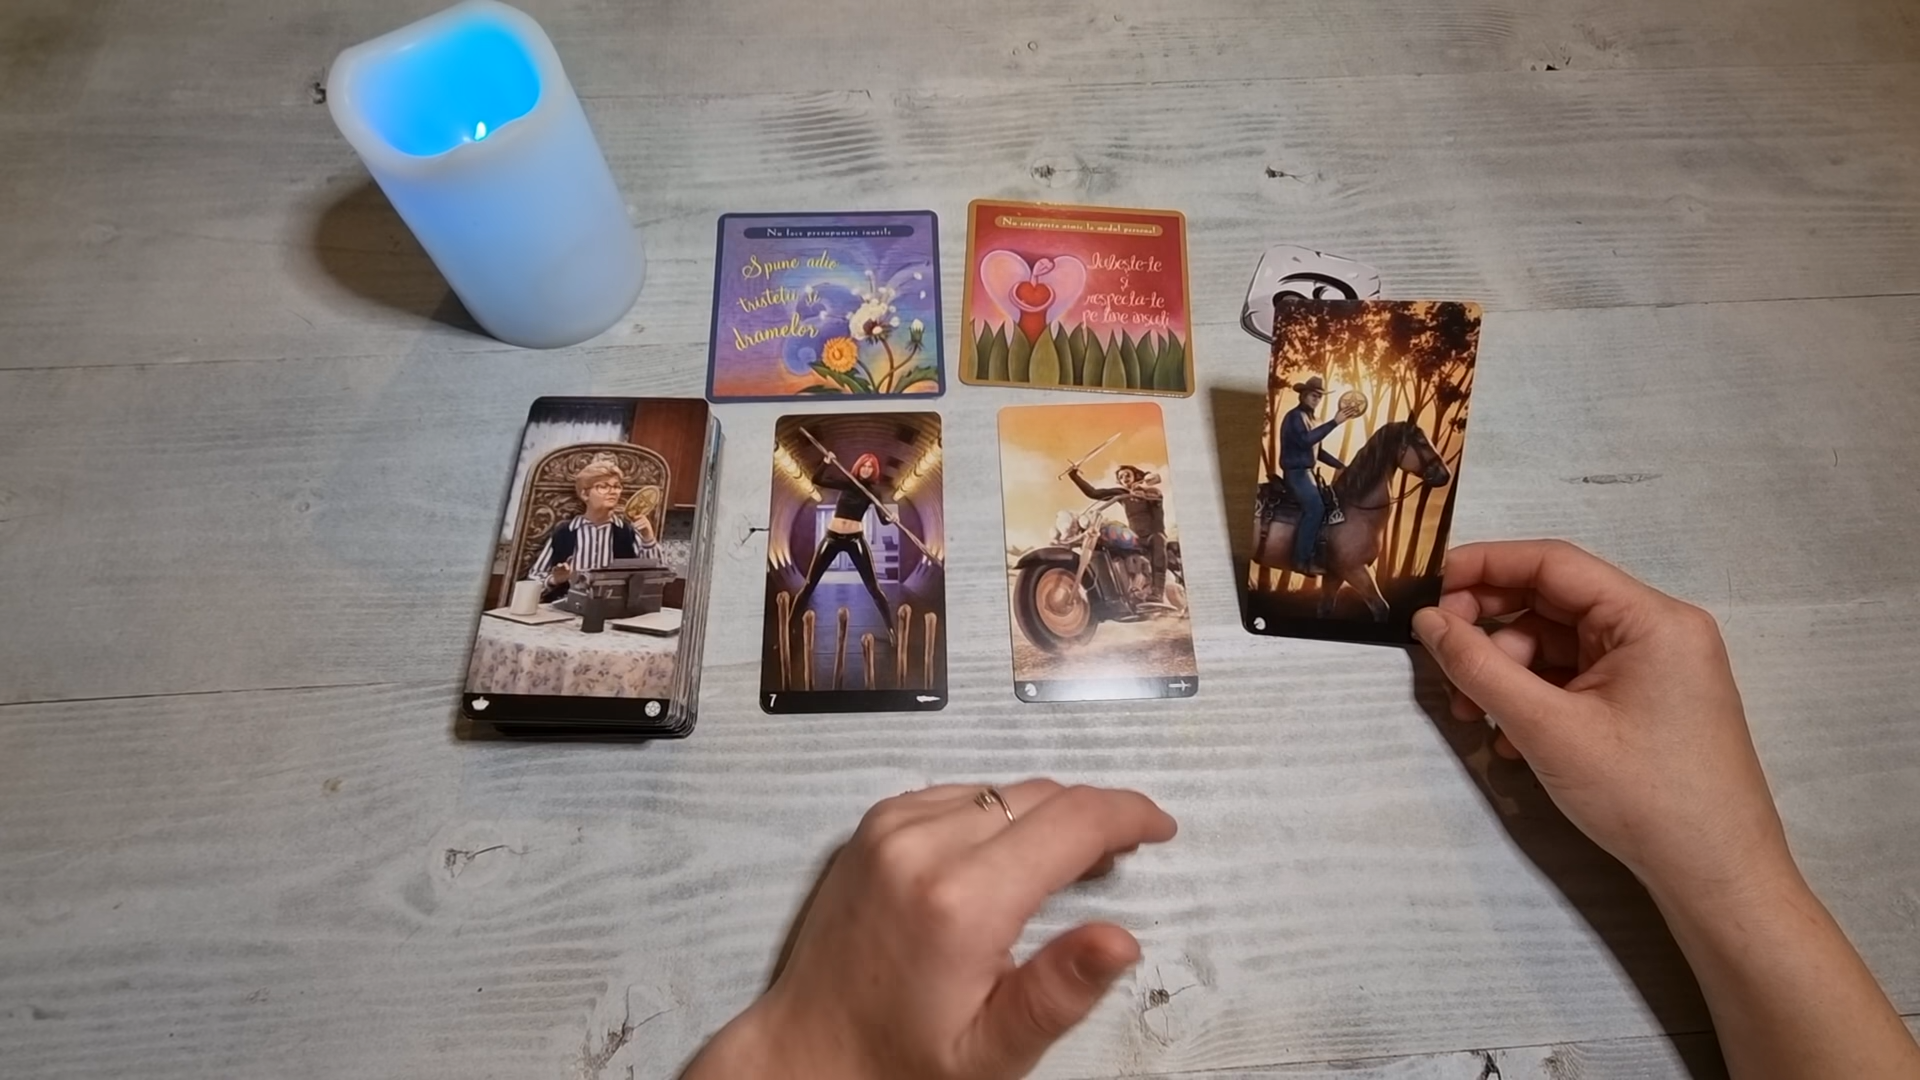 Nu face presupuneri inutile
Spune adio
tristeții și
dramelor
Nu interpreta nimic la modul personal
Iubește-te
și
respectă-te
pe tine însuți
7